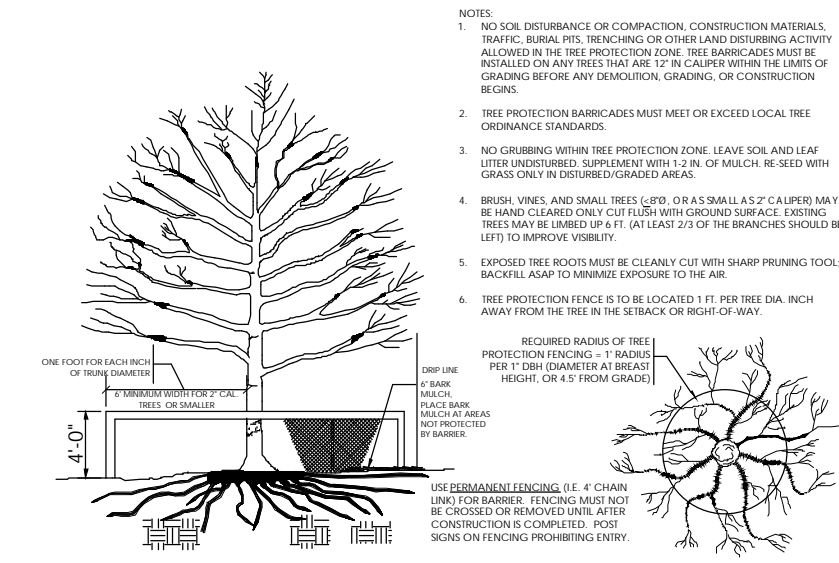 NOTES:
1. NO SOIL DISTURBANCE OR COMPACTION, CONSTRUCTION MATERIALS,
TRAFFIC, BURIAL PITS, TRENCHING OR OTHER LAND DISTURBING ACTIVITY
ALLOWED IN THE TREE PROTECTION ZONE. TREE BARRICADES MUST BE
INSTALLED ON ANY TREES THAT ARE 12" IN CALIPER WITHIN THE LIMITS OF
GRADING BEFORE ANY DEMOLITION, GRADING, OR CONSTRUCTION
BEGINS.
2. TREE PROTECTION BARRICADES MUST MEET OR EXCEED LOCAL TREE
ORDINANCE STANDARDS.
3. NO GRUBBING WITHIN TREE PROTECTION ZONE. LEAVE SOIL AND LEAF
LITTER UNDISTURBED. SUPPLEMENT WITH 1-2 IN. OF MULCH. RE-SEED WITH
GRASS ONLY IN DISTURBED/GRADED AREAS.
4. BRUSH, VINES, AND SMALL TREES (<8"Ø, OR AS SMALL AS 2" CALIPER) MAY
BE HAND CLEARED ONLY CUT FLUSH WITH GROUND SURFACE. EXISTING
TREES MAY BE LIMBED UP 6 FT. (AT LEAST 2/3 OF THE BRANCHES SHOULD BE
LEFT) TO IMPROVE VISIBILITY.
5. EXPOSED TREE ROOTS MUST BE CLEANLY CUT WITH SHARP PRUNING TOOL;
BACKFILL ASAP TO MINIMIZE EXPOSURE TO THE AIR.
6. TREE PROTECTION FENCE IS TO BE LOCATED 1 FT. PER TREE DIA. INCH
AWAY FROM THE TREE IN THE SETBACK OR RIGHT-OF-WAY.
REQUIRED RADIUS OF TREE
PROTECTION FENCING = 1' RADIUS
PER 1" DBH (DIAMETER AT BREAST
HEIGHT, OR 4.5' FROM GRADE)
ONE FOOT FOR EACH INCH
OF TRUNK DIAMETER
6' MINIMUM WIDTH FOR 2" CAL.
TREES OR SMALLER
4'-0"
DRIP LINE
6" BARK
MULCH,
PLACE BARK
MULCH AT AREAS
NOT PROTECTED
BY BARRIER.
USE PERMANENT FENCING (I.E. 4' CHAIN
LINK) FOR BARRIER. FENCING MUST NOT
BE CROSSED OR REMOVED UNTIL AFTER
CONSTRUCTION IS COMPLETED. POST
SIGNS ON FENCING PROHIBITING ENTRY.